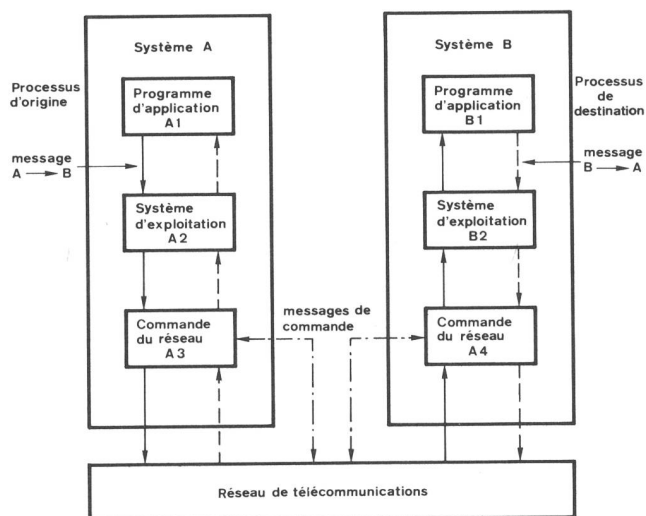 Système A
Processus
d'origine
Programme
d'application
A1
message
A → B
Système
d'exploitation
A2
Commande
du réseau
A3
messages de
commande
Système B
Programme
d'application
B1
Processus
de
destination
message
B → A
Système
d'exploitation
B2
Commande
du réseau
A4
Réseau de télécommunications